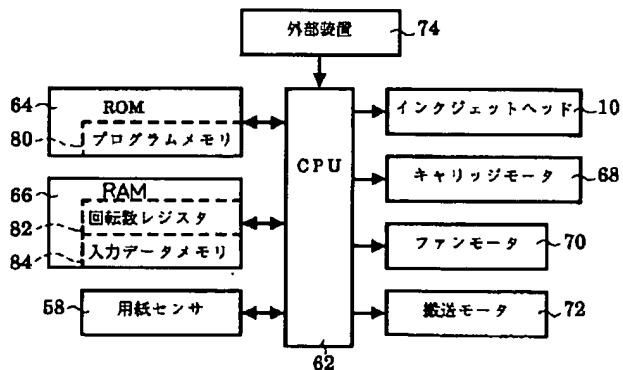 外部装置 74
64 ROM
80 プログラムメモリ
66 RAM
82 回転数レジスタ
84 入力データメモリ
58 用紙センサ
CPU
62
インクジェットヘッド 10
キャリッジモータ 68
ファンモータ 70
搬送モータ 72